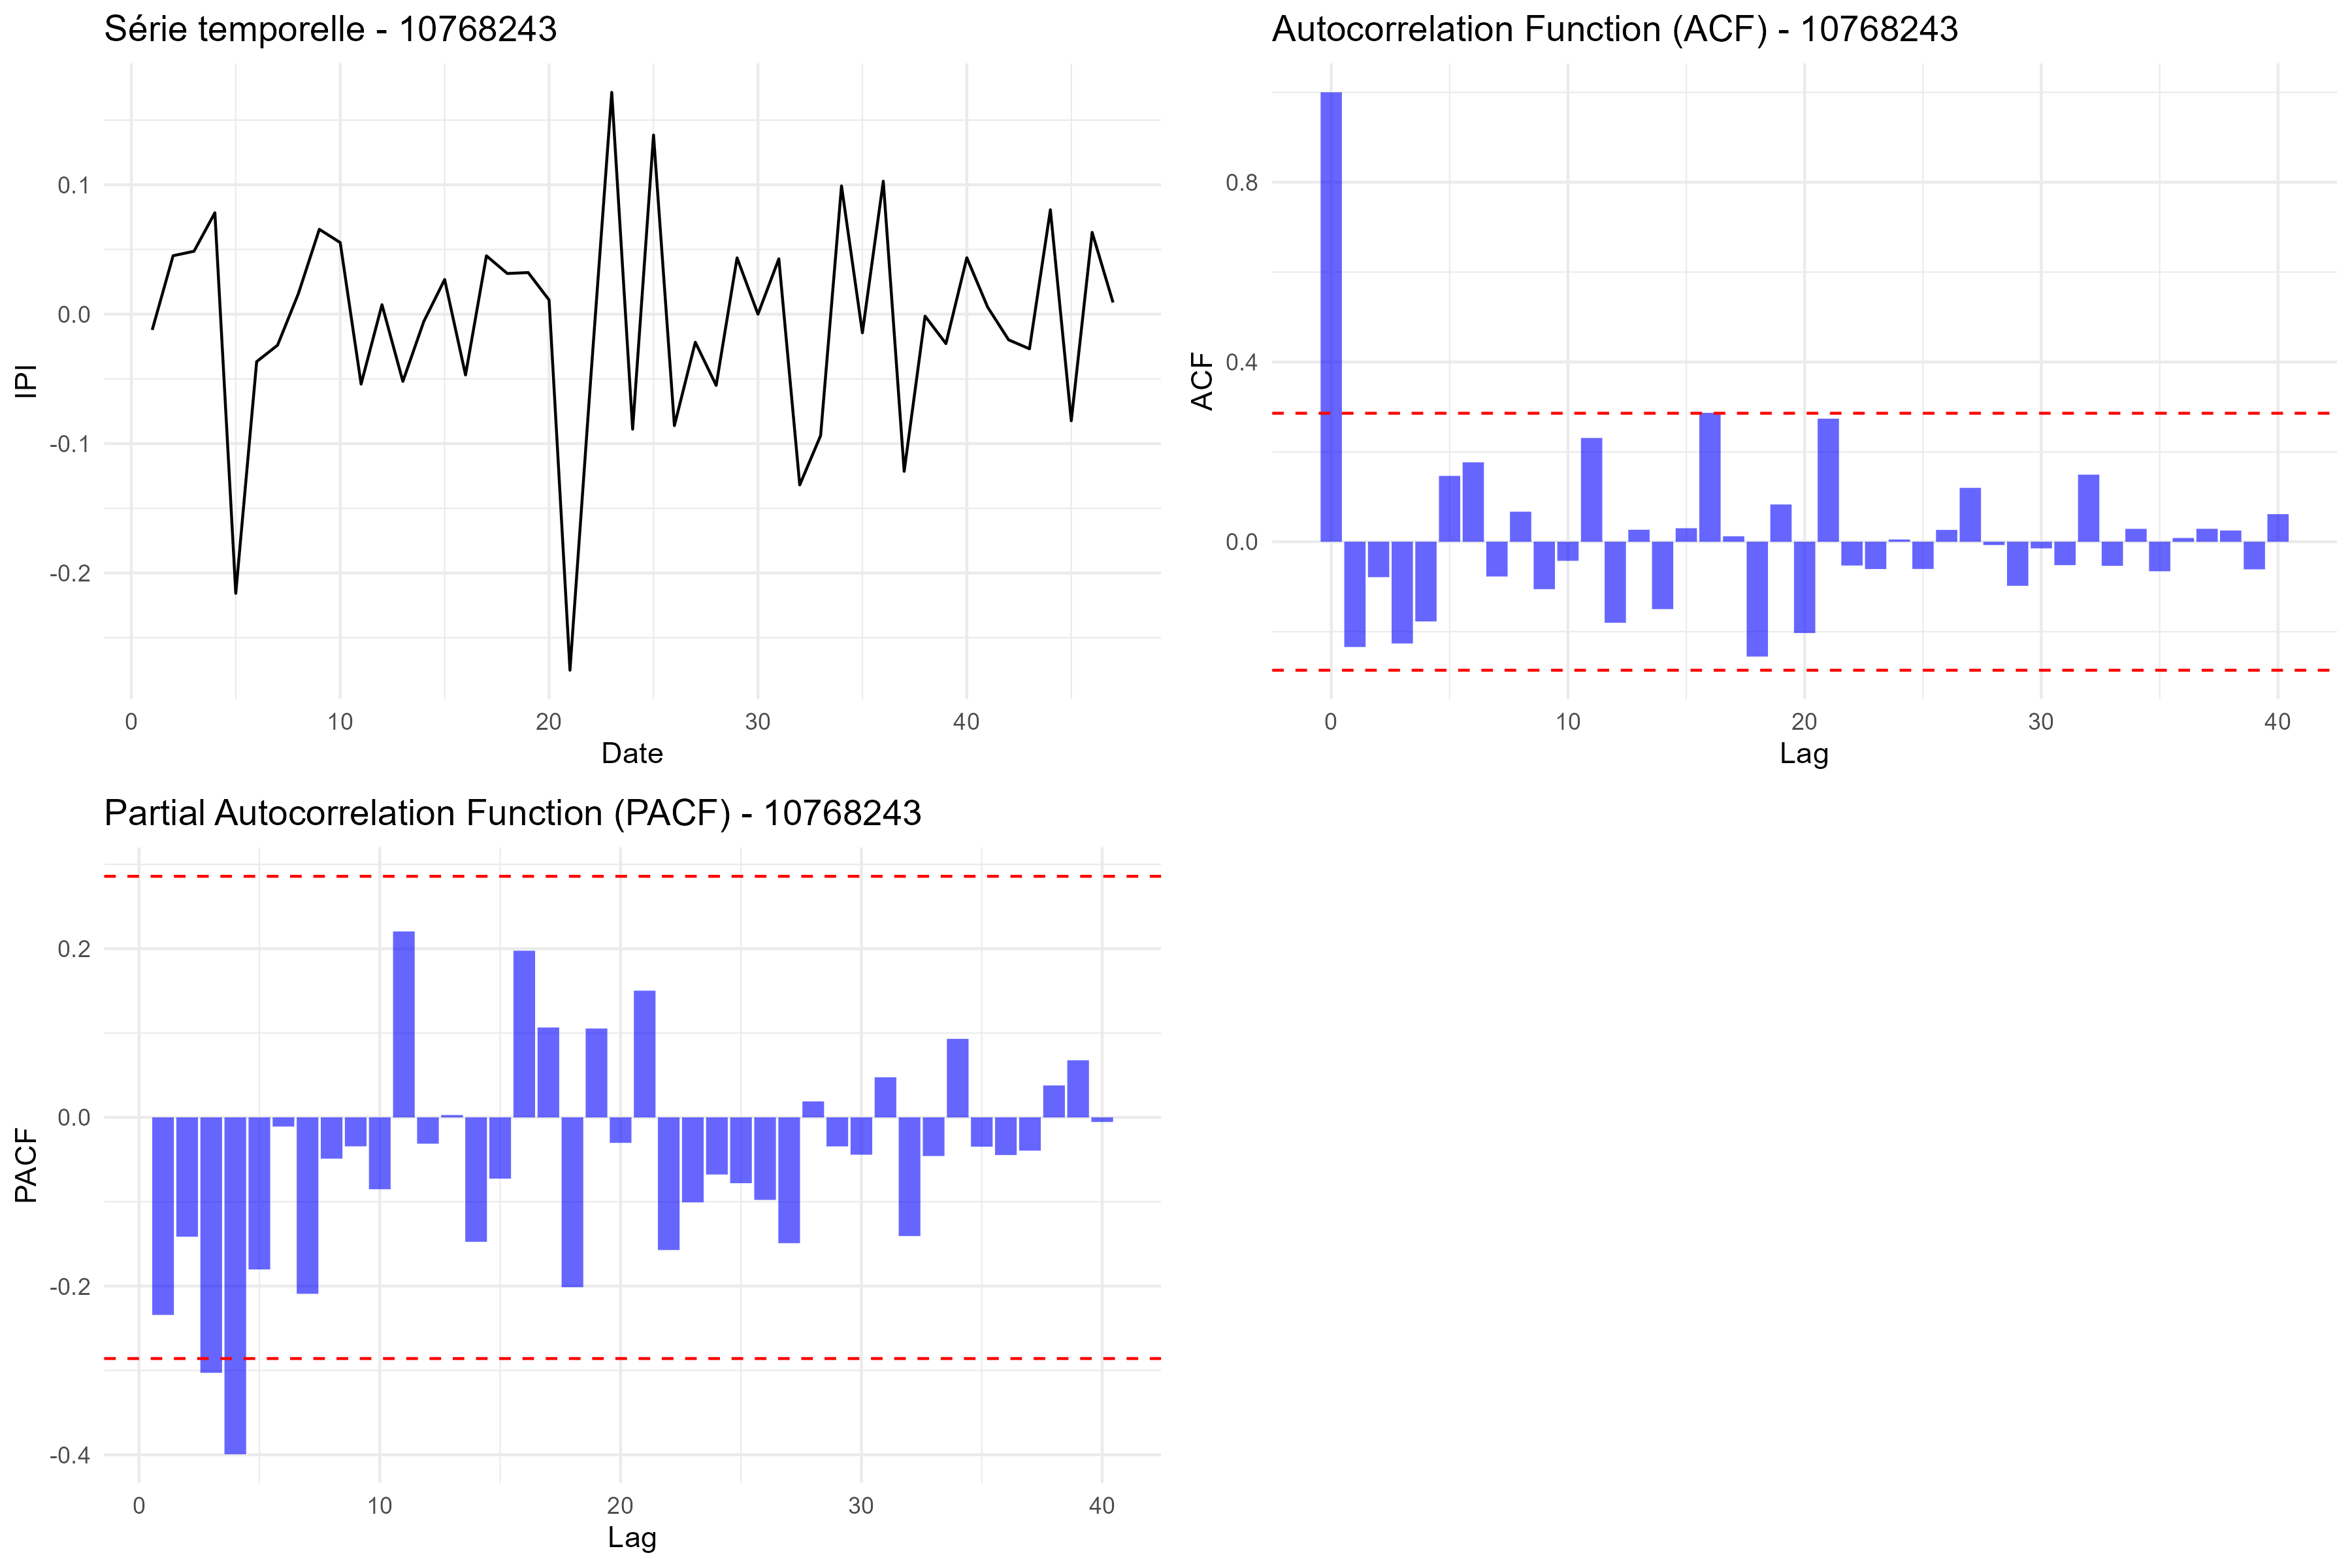 Série temporelle - 10768243
IPI
0.1
0.0
-0.1
-0.2
0 10 20 30 40
Date
Autocorrelation Function (ACF) - 10768243
ACF
0.8
0.4
0.0
0 10 20 30 40
Lag
Partial Autocorrelation Function (PACF) - 10768243
PACF
0.2
0.0
-0.2
-0.4
0 10 20 30 40
Lag